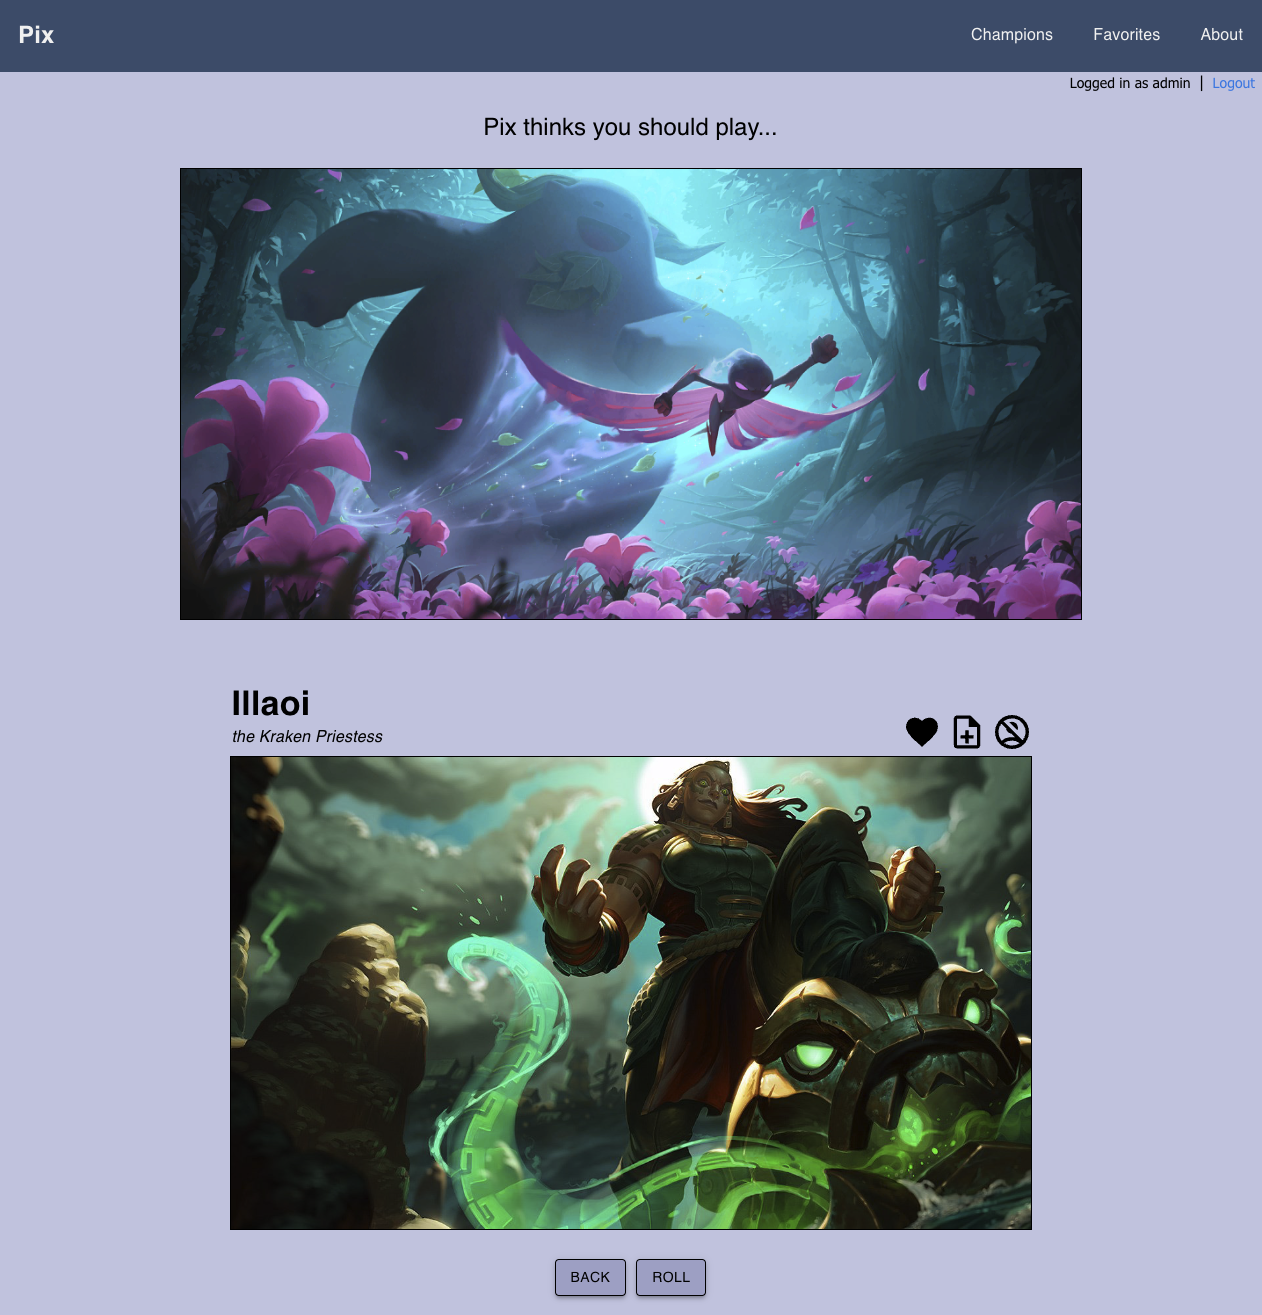 Pix
Champions Favorites About
Logged in as admin | Logout
Pix thinks you should play...
Illaoi
the Kraken Priestess
BACK ROLL